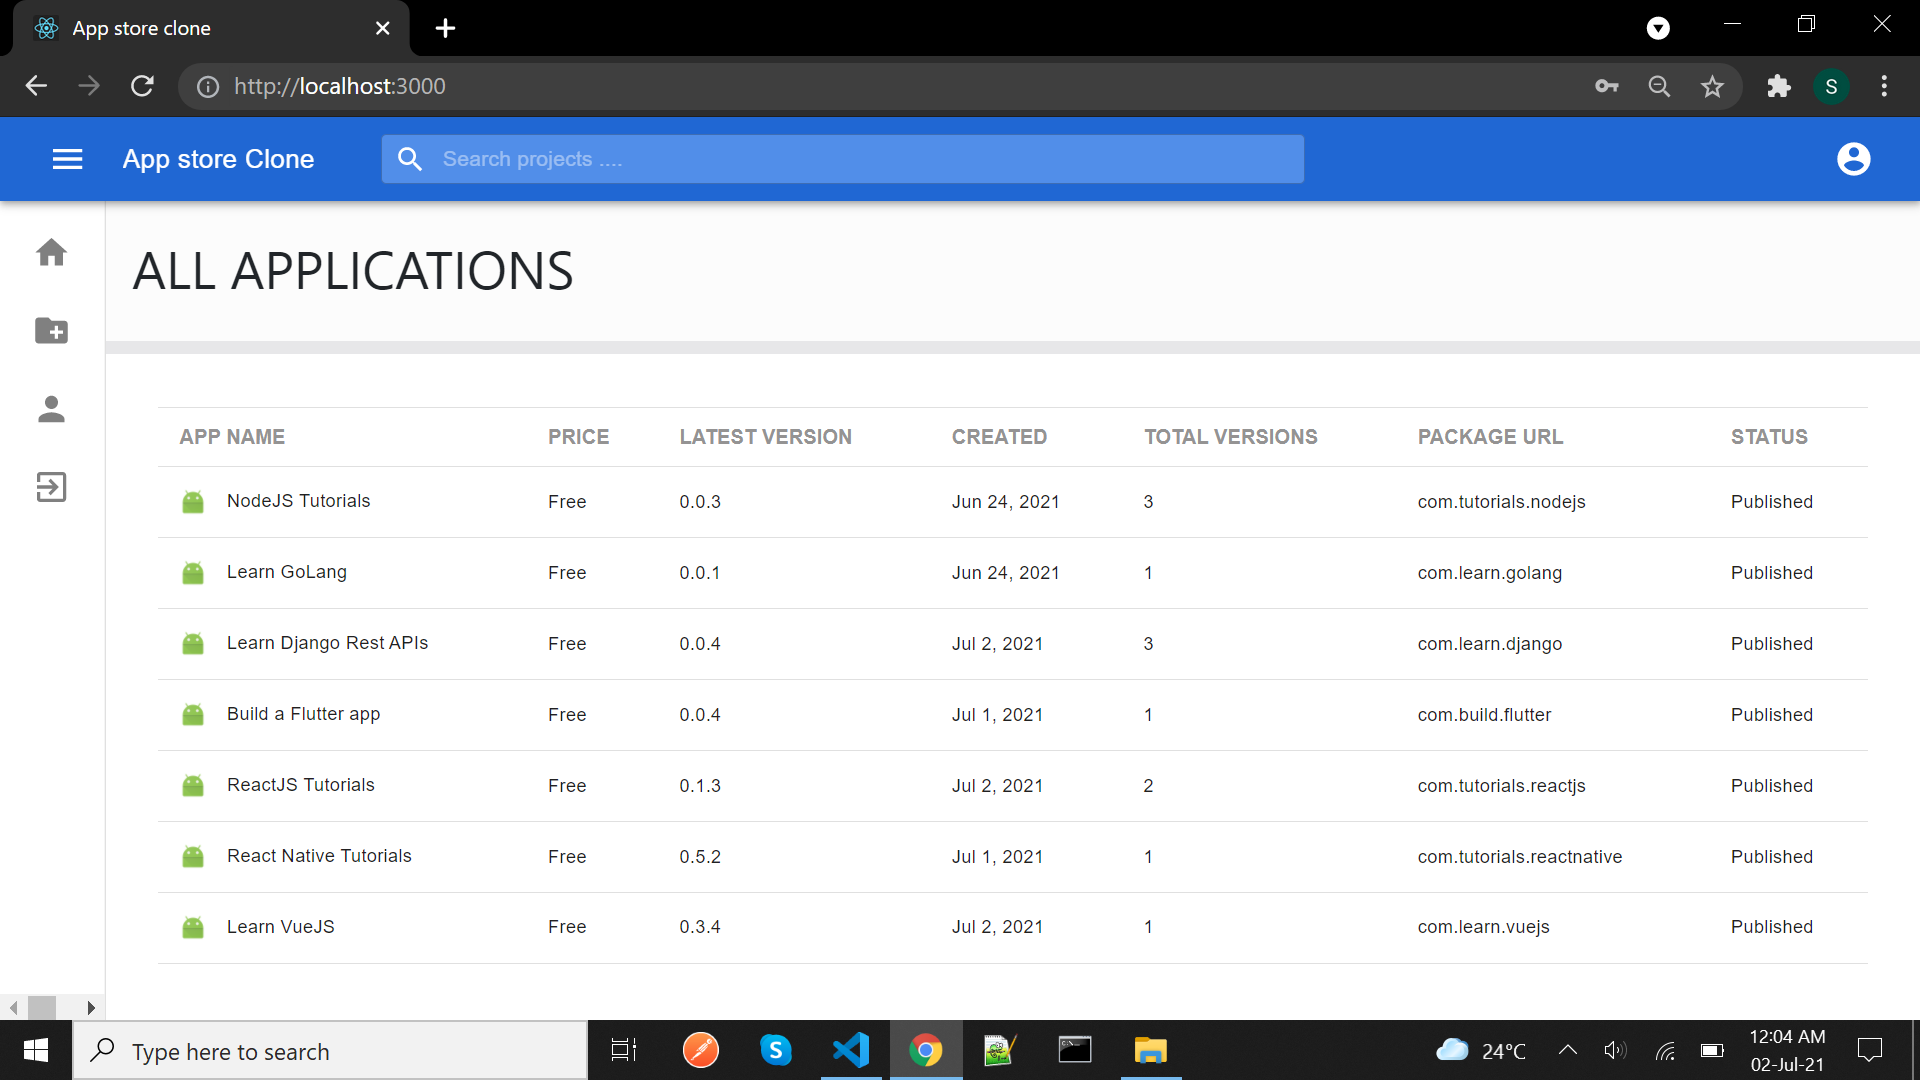 App store clone
http://localhost:3000
S
App store Clone
Search projects ....
ALL APPLICATIONS
APP NAME PRICE LATEST VERSION CREATED TOTAL VERSIONS PACKAGE URL STATUS
NodeJS Tutorials Free 0.0.3 Jun 24, 2021 3 com.tutorials.nodejs Published
Learn GoLang Free 0.0.1 Jun 24, 2021 1 com.learn.golang Published
Learn Django Rest APIs Free 0.0.4 Jul 2, 2021 3 com.learn.django Published
Build a Flutter app Free 0.0.4 Jul 1, 2021 1 com.build.flutter Published
ReactJS Tutorials Free 0.1.3 Jul 2, 2021 2 com.tutorials.reactjs Published
React Native Tutorials Free 0.5.2 Jul 1, 2021 1 com.tutorials.reactnative Published
Learn VueJS Free 0.3.4 Jul 2, 2021 1 com.learn.vuejs Published
Type here to search
S
24°C
12:04 AM
02-Jul-21